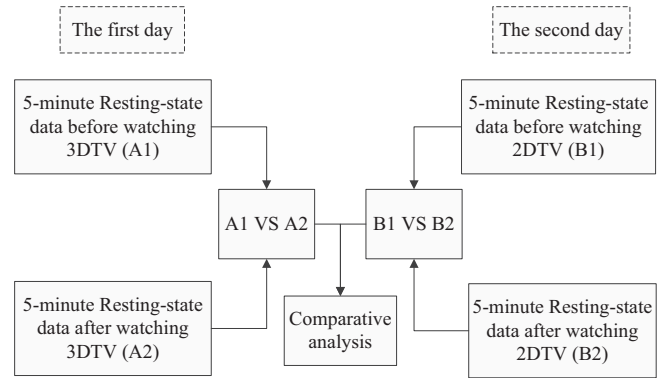 The first day
The second day
5-minute Resting-state
data before watching
3DTV (A1)
5-minute Resting-state
data before watching
2DTV (B1)
A1 VS A2
B1 VS B2
5-minute Resting-state
data after watching
3DTV (A2)
Comparative
analysis
5-minute Resting-state
data after watching
2DTV (B2)